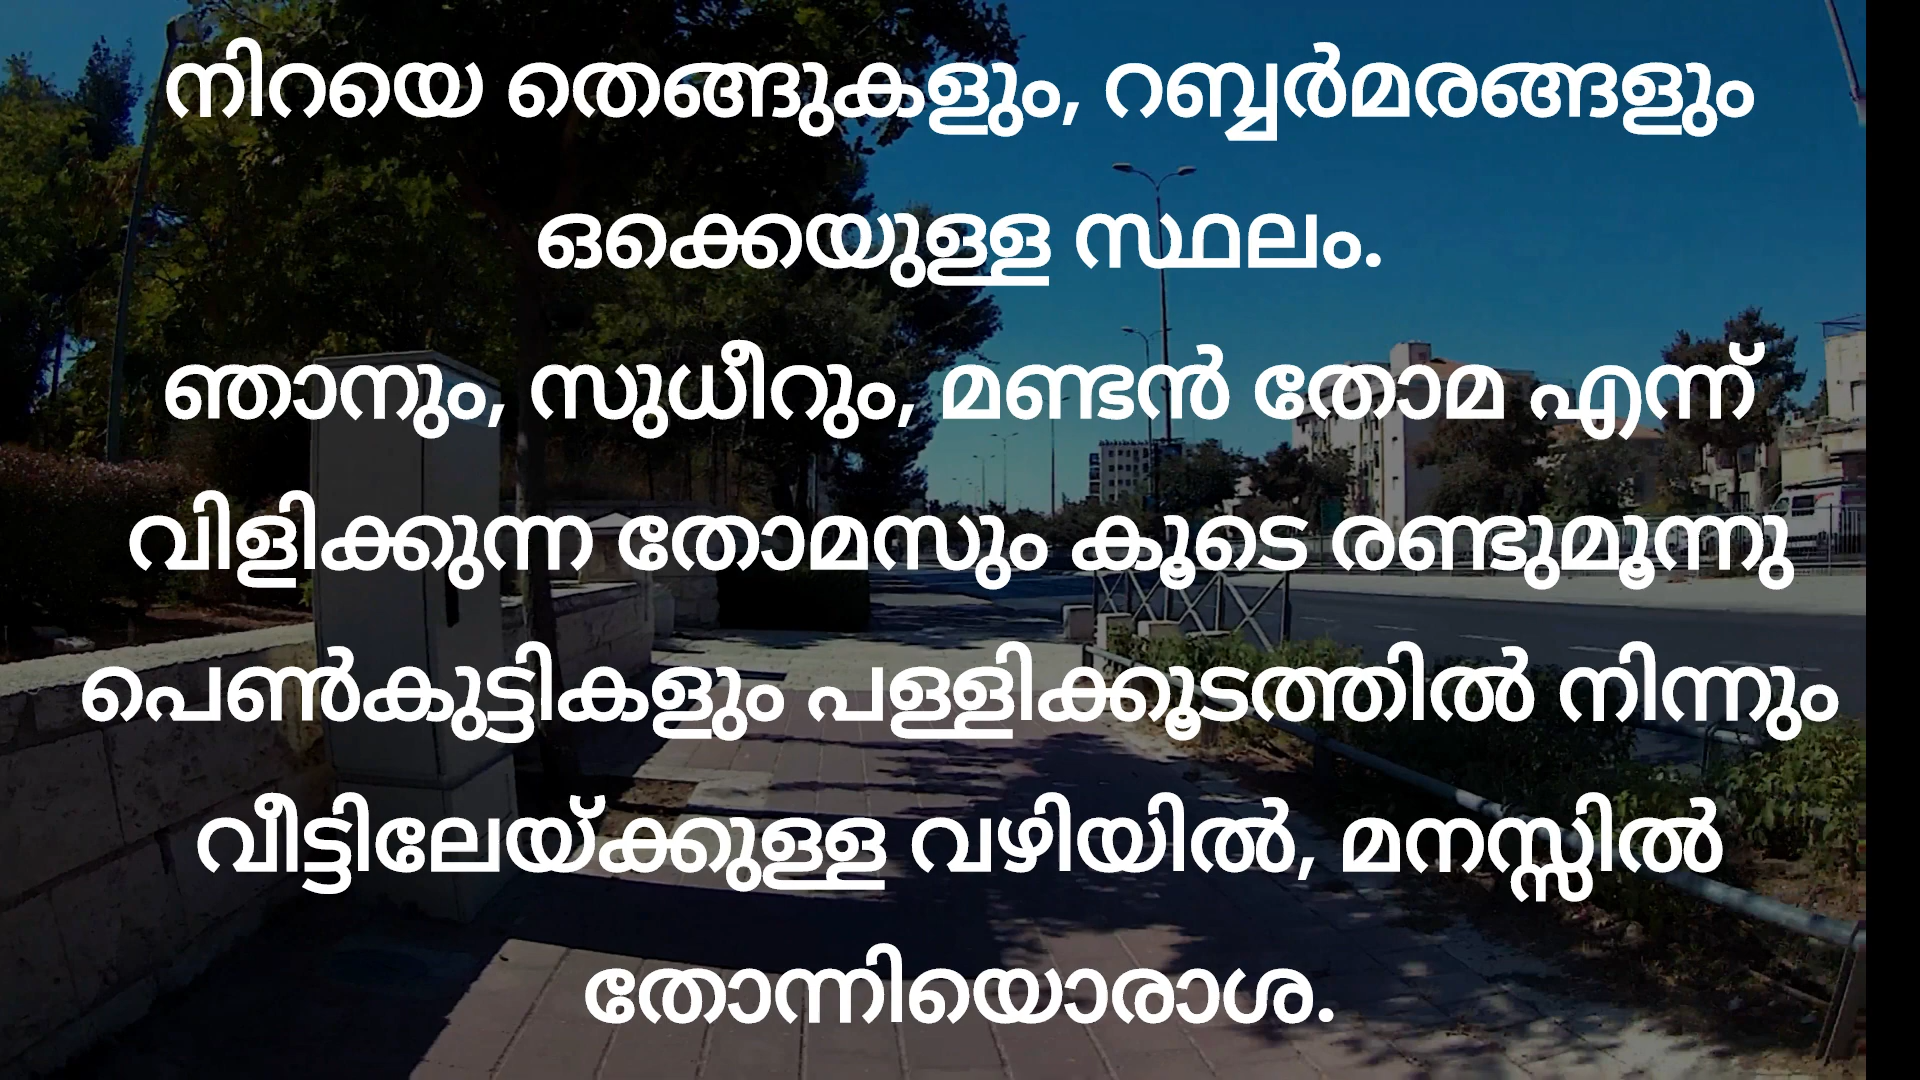 നിറയെ തെങ്ങുകളും, റബ്ബർമരങ്ങളും
ഒക്കെയുള്ള സ്ഥലം.
ഞാനും, സുധീറും, മണ്ടൻ തോമ എന്ന്
വിളിക്കുന്ന തോമസും കൂടെ രണ്ടുമൂന്നു
പെൺകുട്ടികളും പള്ളിക്കൂടത്തിൽ നിന്നും
വീട്ടിലേയ്ക്കുള്ള വഴിയിൽ, മനസ്സിൽ
തോന്നിയൊരാശ.